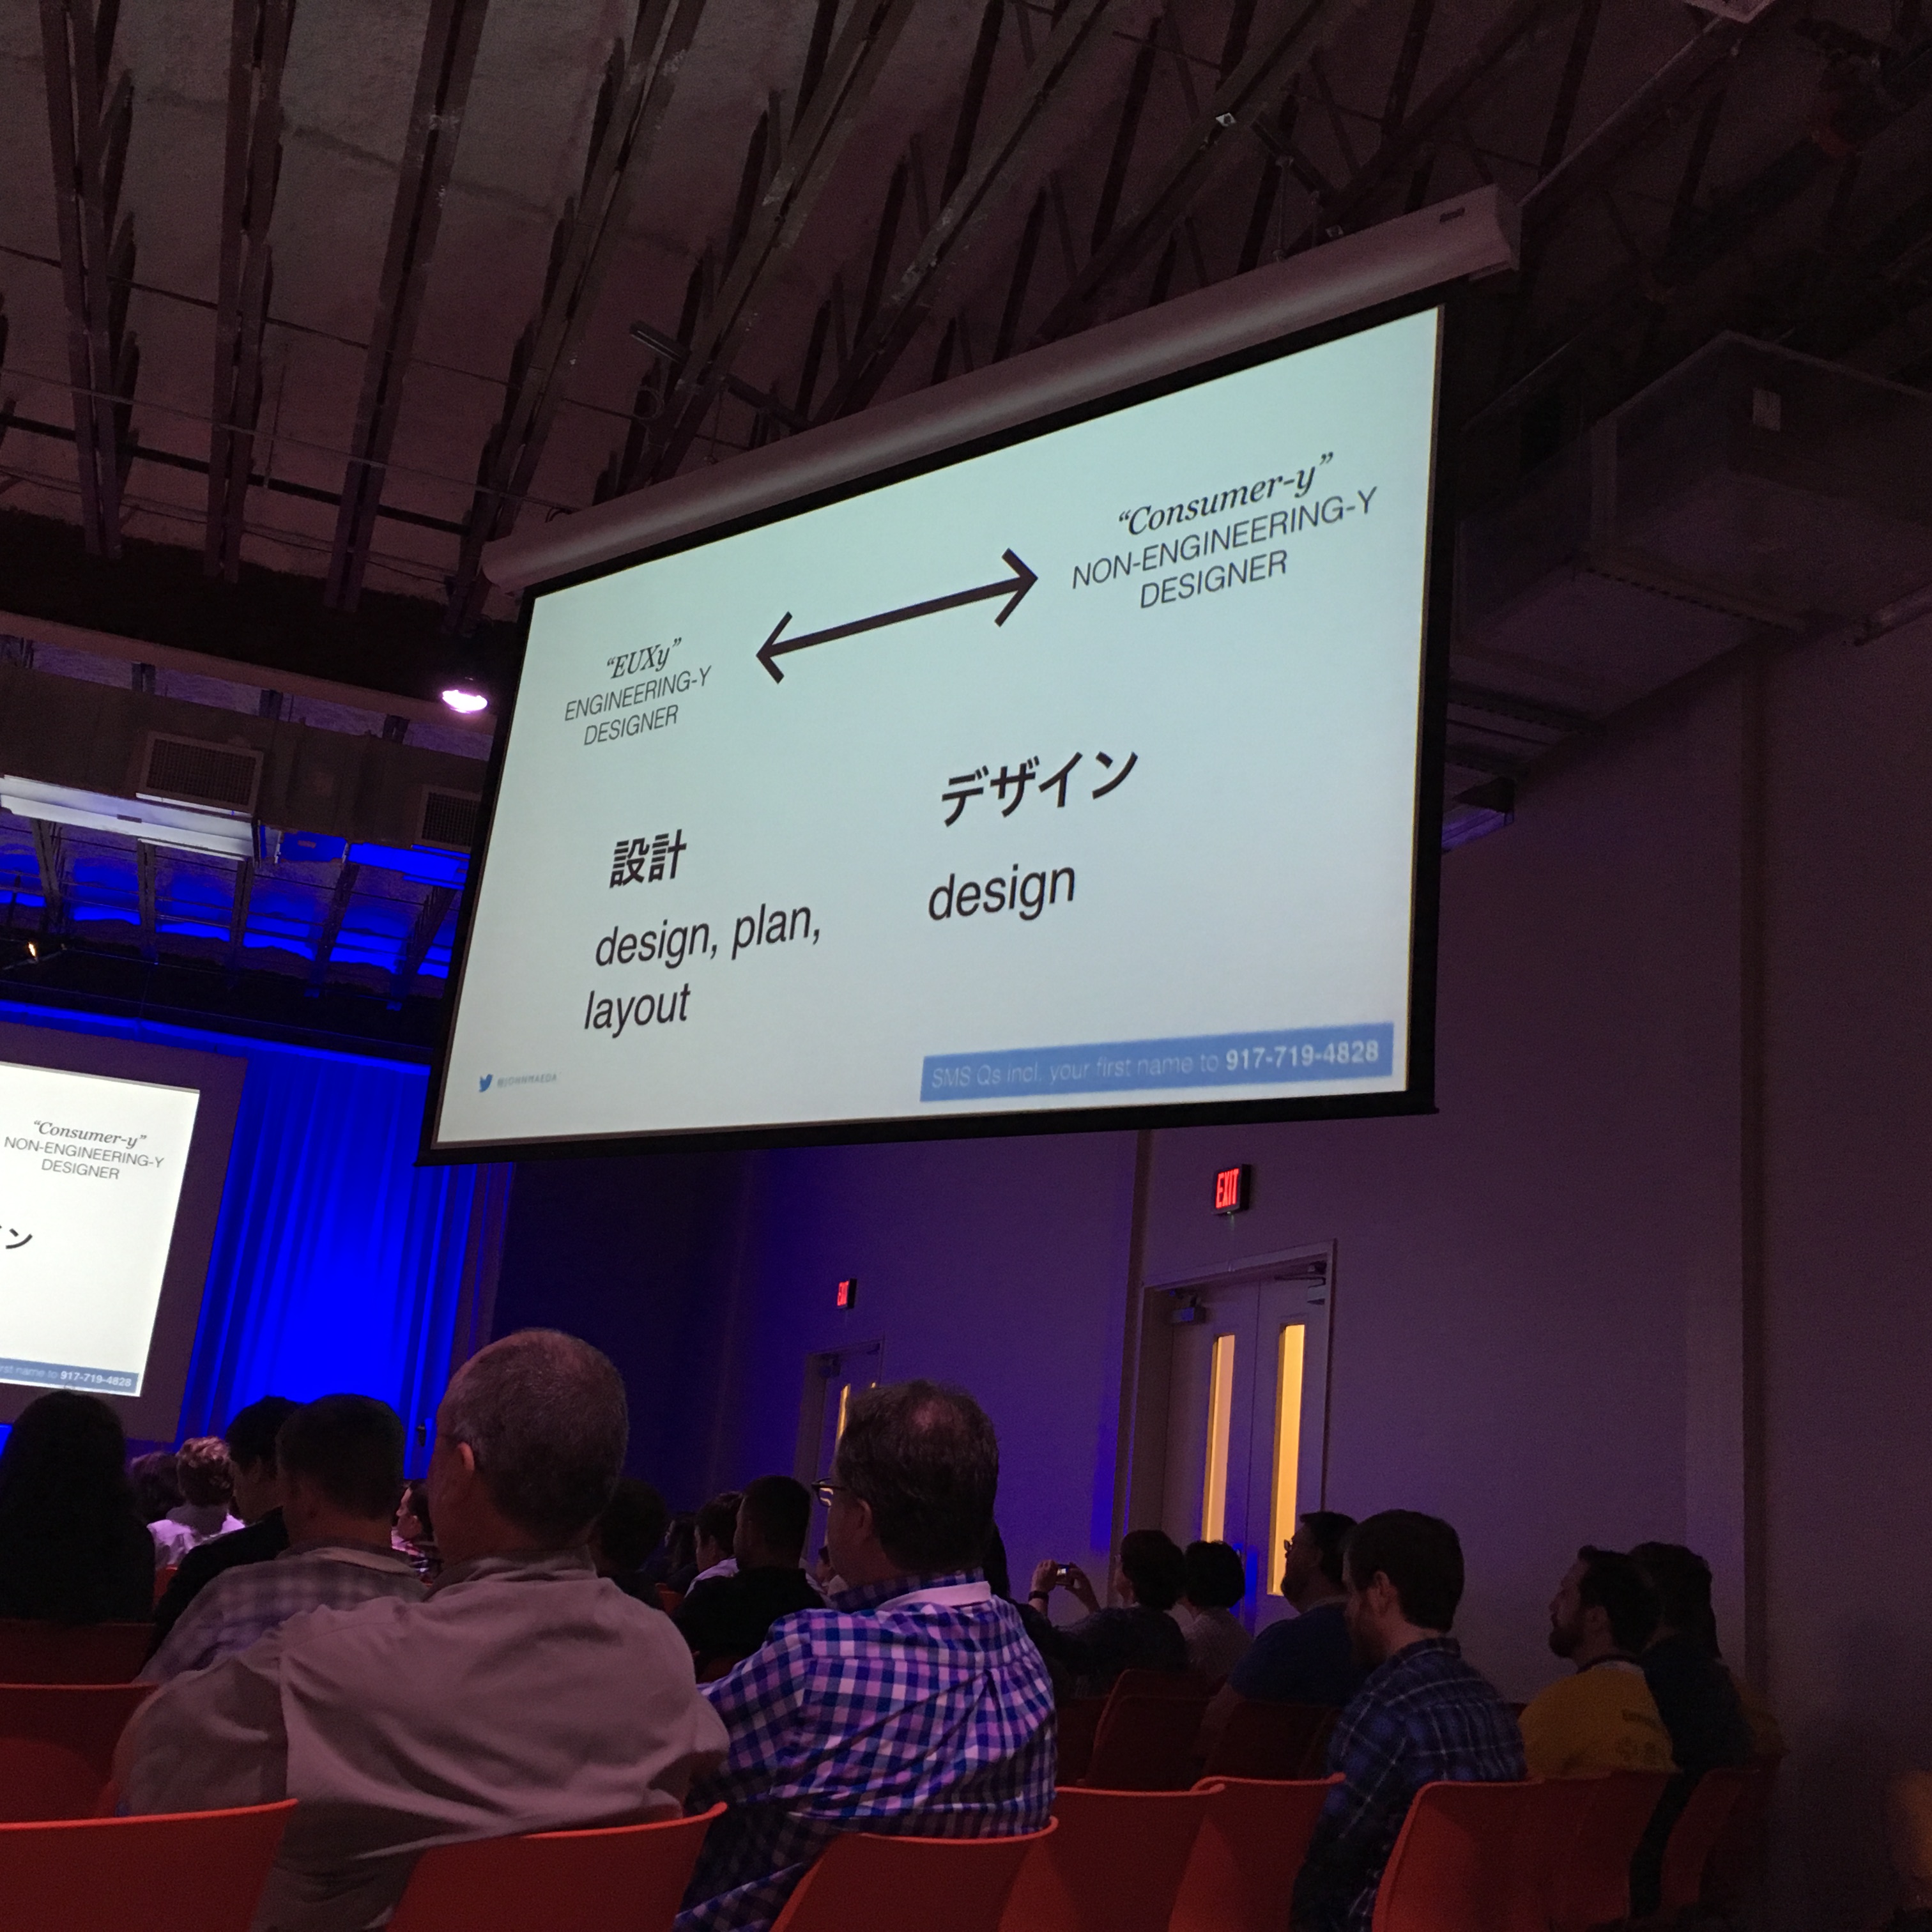 “EUXy”
ENGINEERING-Y
DESIGNER
“Consumer-y”
NON-ENGINEERING-Y
DESIGNER
設計
design, plan,
layout
デザイン
design
@JOHNMAEDA
SMS Qs incl. your first name to 917-719-4828
“Consumer-y”
NON-ENGINEERING-Y
DESIGNER
ン
name to 917-719-4828
EXIT
EXIT